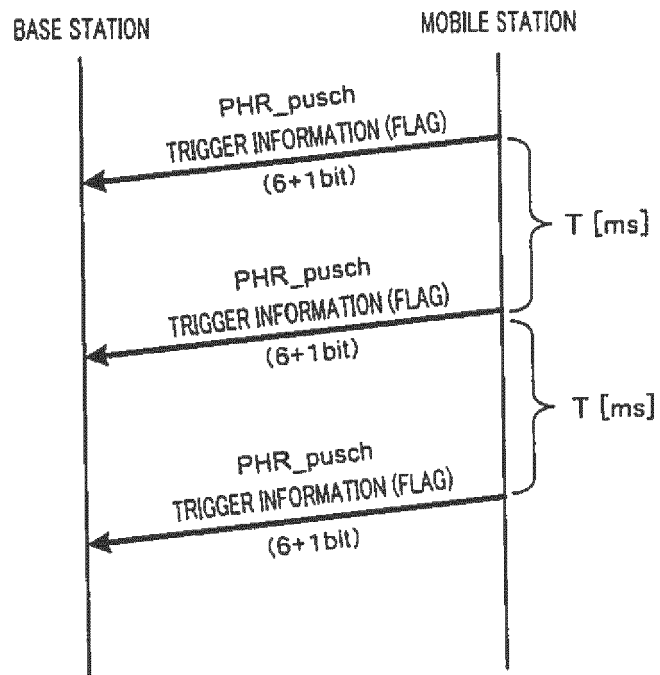 BASE STATION
MOBILE STATION
PHR_pusch
TRIGGER INFORMATION (FLAG)
(6+1bit)
T [ms]
PHR_pusch
TRIGGER INFORMATION (FLAG)
(6+1bit)
T [ms]
PHR_pusch
TRIGGER INFORMATION (FLAG)
(6+1bit)